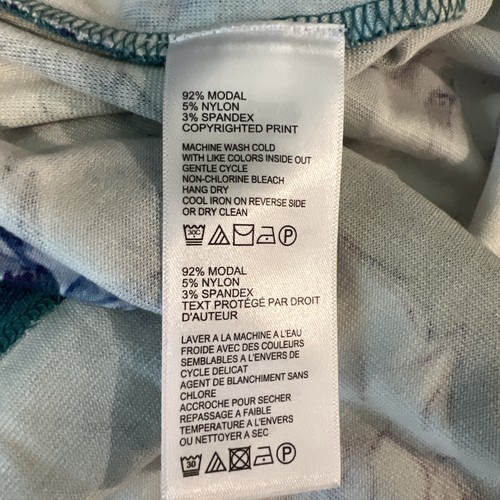 92% MODAL
5% NYLON
3% SPANDEX
COPYRIGHTED PRINT
MACHINE WASH COLD
WITH LIKE COLORS INSIDE OUT
GENTLE CYCLE
NON-CHLORINE BLEACH
HANG DRY
COOL IRON ON REVERSE SIDE
OR DRY CLEAN
30C P
92% MODAL
5% NYLON
3% SPANDEX
TEXT PROTÉGÉ PAR DROIT
D'AUTEUR
LAVER A LA MACHINE A L'EAU
FROIDE AVEC DES COULEURS
SEMBLABLES A L'ENVERS DE
CYCLE DELICAT
AGENT DE BLANCHIMENT SANS
CHLORE
ACCROCHE POUR SECHER
REPASSAGE A FAIBLE
TEMPERATURE A L'ENVERS
OU NETTOYER A SEC
30 P